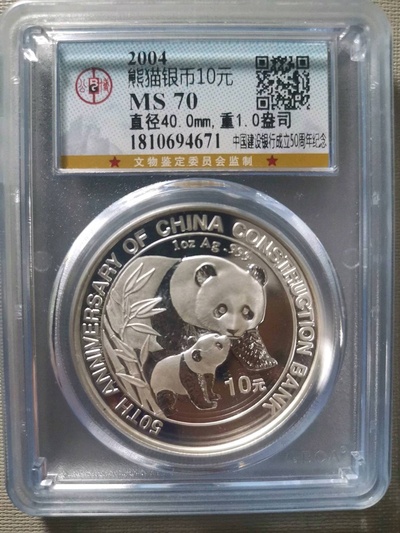 2004
熊猫银币10元
MS 70
直径40.0mm,重1.0盎司
1810694671
中国建设银行成立50周年纪念
文物鉴定委员会监制
50TH ANNIVERSARY OF CHINA CONSTRUCTION BANK
1oz Ag .999
10元